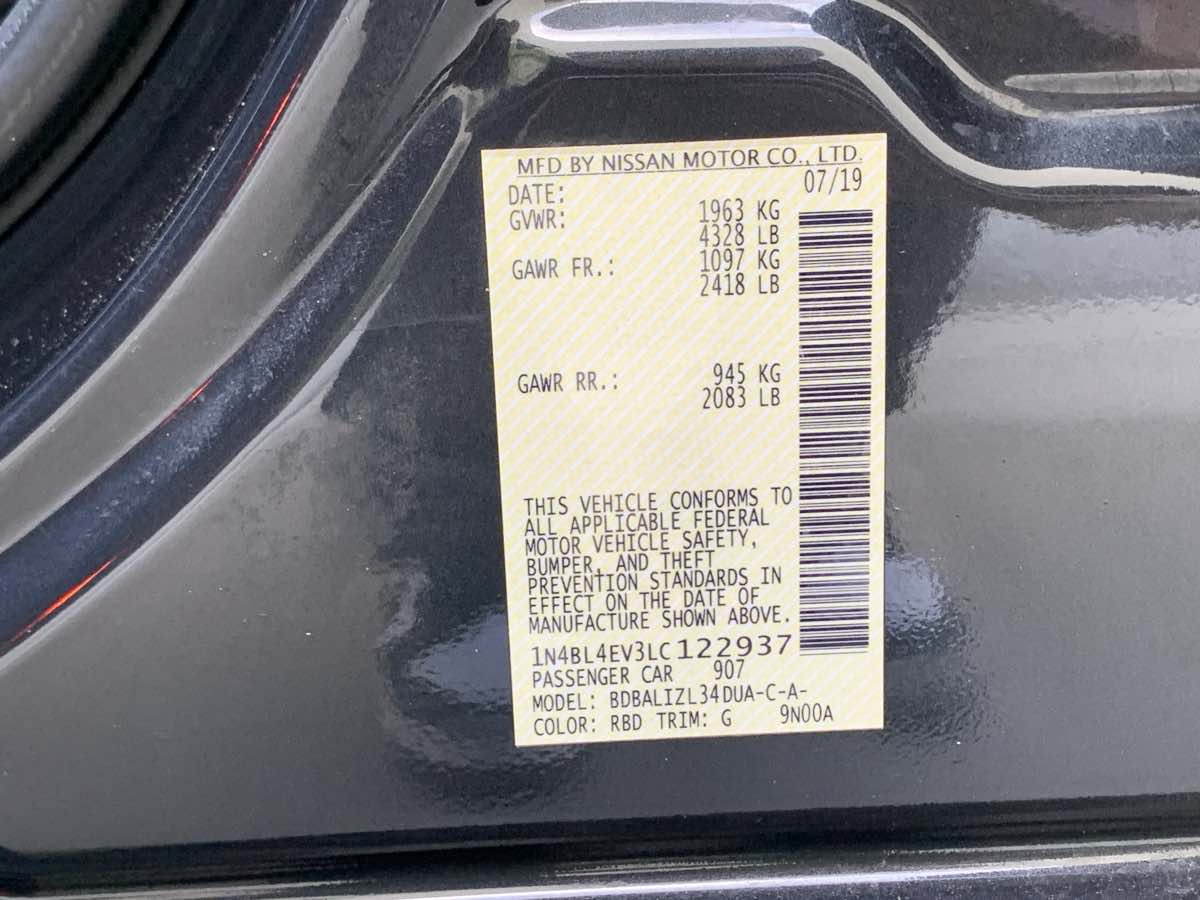 MFD BY NISSAN MOTOR CO., LTD.
DATE: 07/19
GVWR: 1963 KG
4328 LB
GAWR FR.: 1097 KG
2418 LB
GAWR RR.: 945 KG
2083 LB
THIS VEHICLE CONFORMS TO
ALL APPLICABLE FEDERAL
MOTOR VEHICLE SAFETY,
BUMPER, AND THEFT
PREVENTION STANDARDS IN
EFFECT ON THE DATE OF
MANUFACTURE SHOWN ABOVE.
1N4BL4EV3LC122937
PASSENGER CAR 907
MODEL: BDBALIZL34DUA-C-A-
COLOR: RBD TRIM: G 9N00A